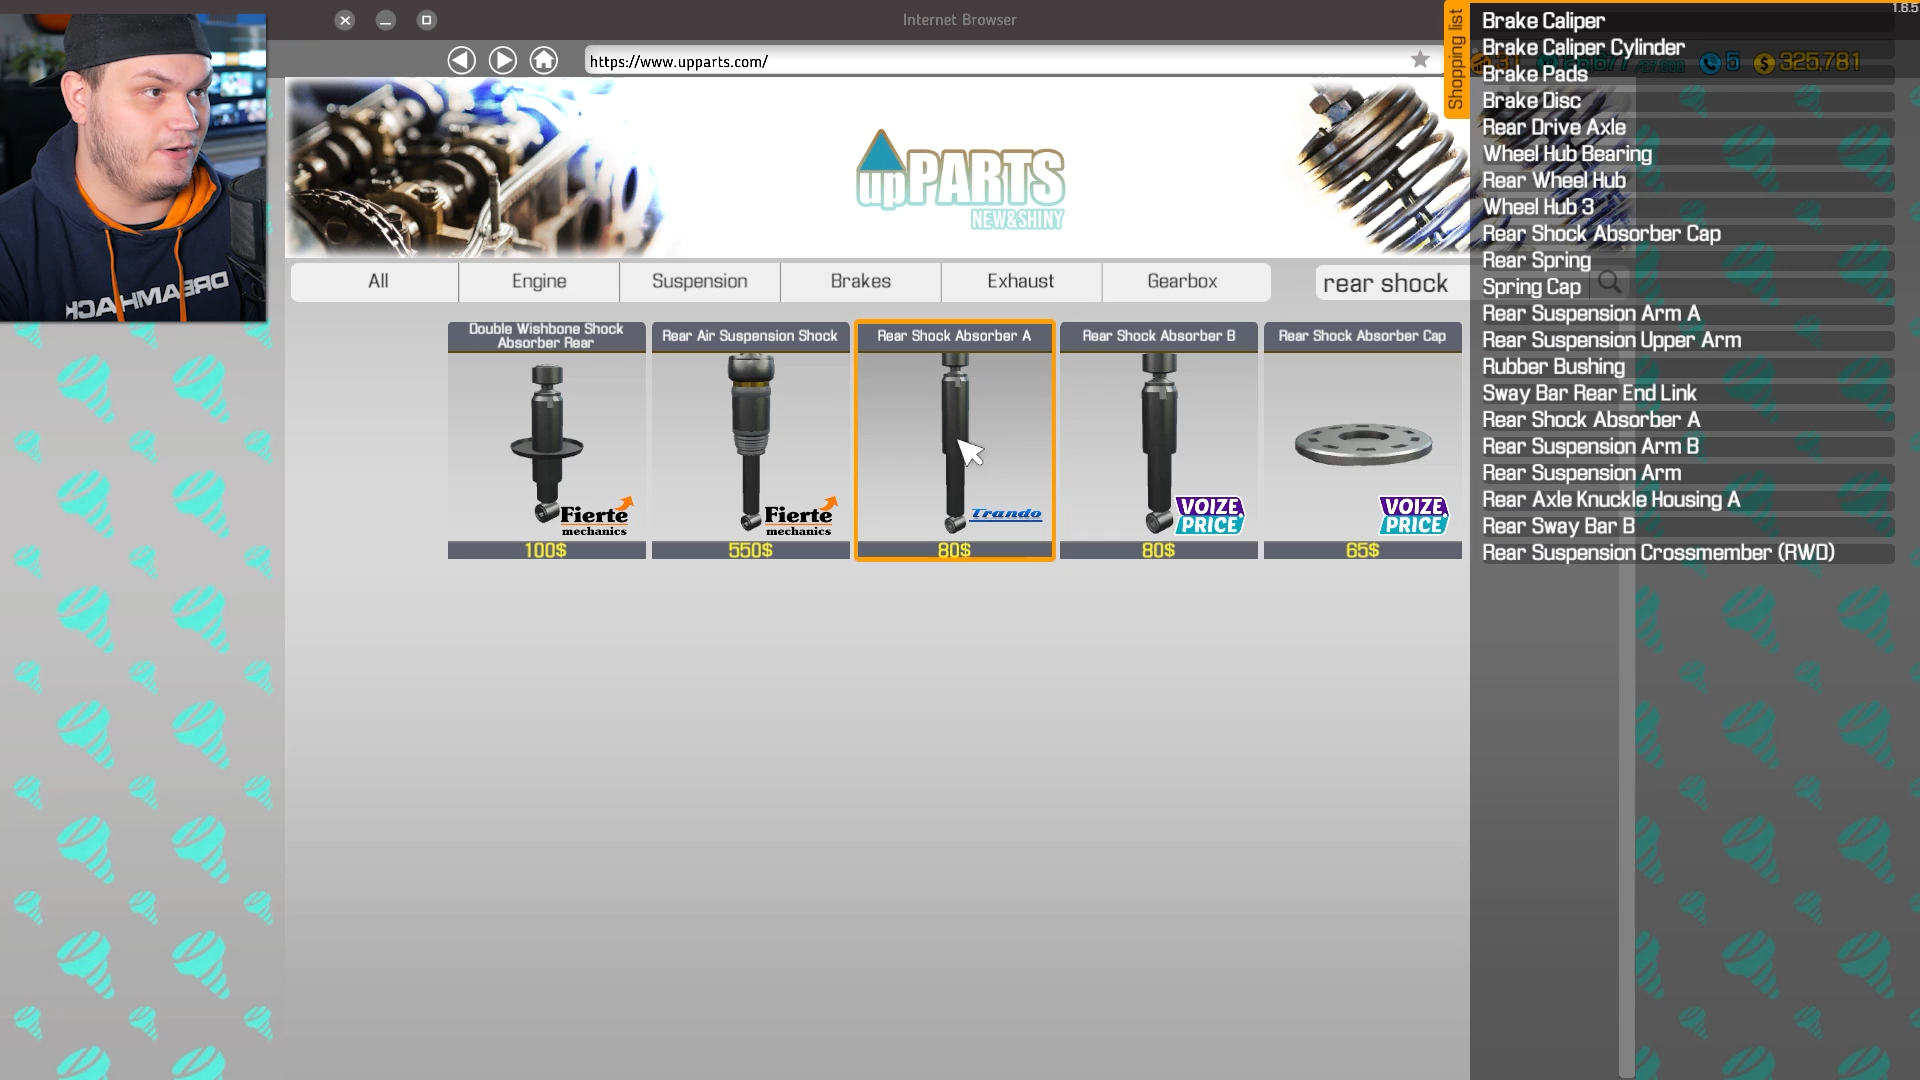 Internet Browser
https://www.upparts.com/
upPARTS
NEW&SHINY
All
Engine
Suspension
Brakes
Exhaust
Gearbox
rear shock
Double Wishbone Shock
Absorber Rear
Rear Air Suspension Shock
Rear Shock Absorber A
Rear Shock Absorber B
Rear Shock Absorber Cap
Fierte
mechanics
Fierte
mechanics
Trando
VOIZE
PRICE
VOIZE
PRICE
100$
550$
80$
80$
65$
Shopping list
Brake Caliper
Brake Caliper Cylinder
Brake Pads
Brake Disc
Rear Drive Axle
Wheel Hub Bearing
Rear Wheel Hub
Wheel Hub 3
Rear Shock Absorber Cap
Rear Spring
Spring Cap
Rear Suspension Arm A
Rear Suspension Upper Arm
Rubber Bushing
Sway Bar Rear End Link
Rear Shock Absorber A
Rear Suspension Arm B
Rear Suspension Arm
Rear Axle Knuckle Housing A
Rear Sway Bar B
Rear Suspension Crossmember (RWD)
1.6.5
5
$ 325,781
DREAMHACK